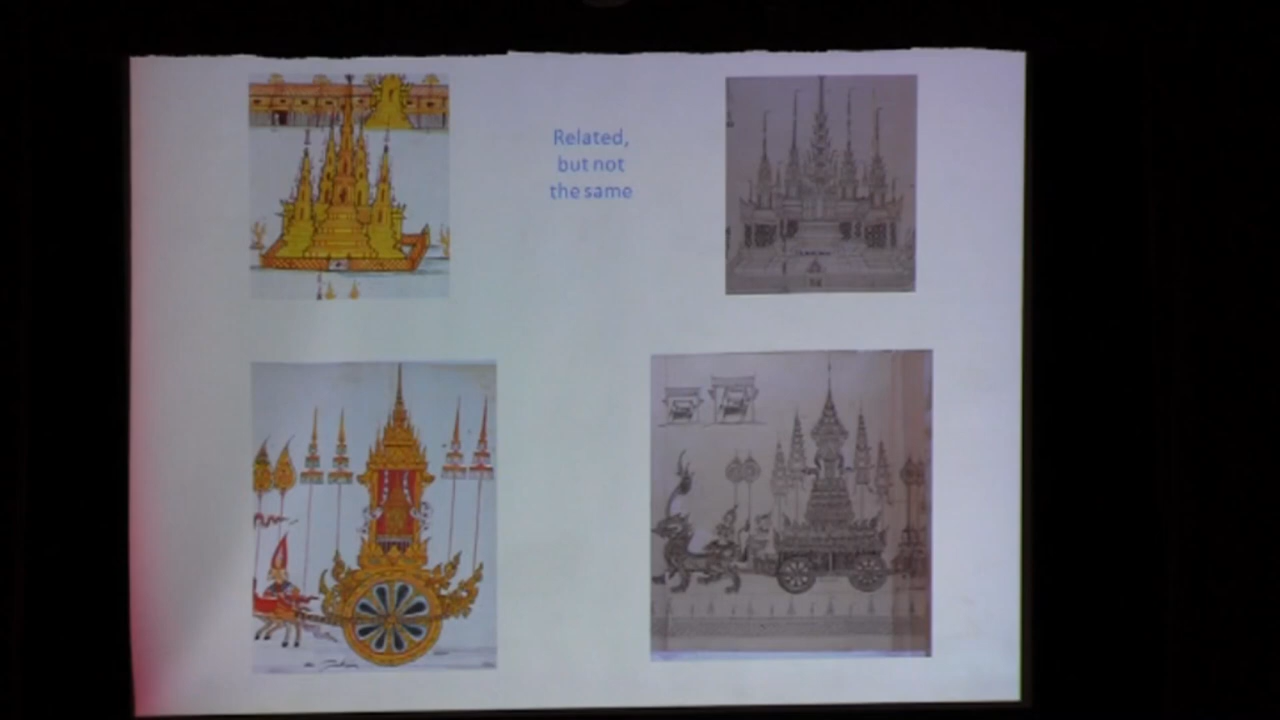 Related,
but not
the same